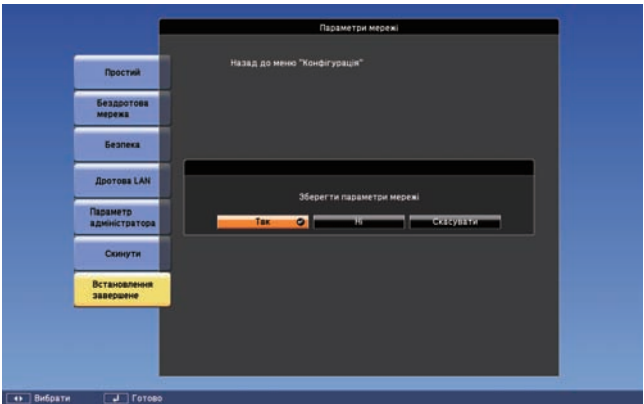 Параметри мережі
Назад до меню "Конфігурація"
Простий
Бездротова
мережа
Безпека
Дротова LAN
Параметр
адміністратора
Скинути
Встановлення
завершене
Зберегти параметри мережі
Так Ні Скасувати
Вибрати Готово